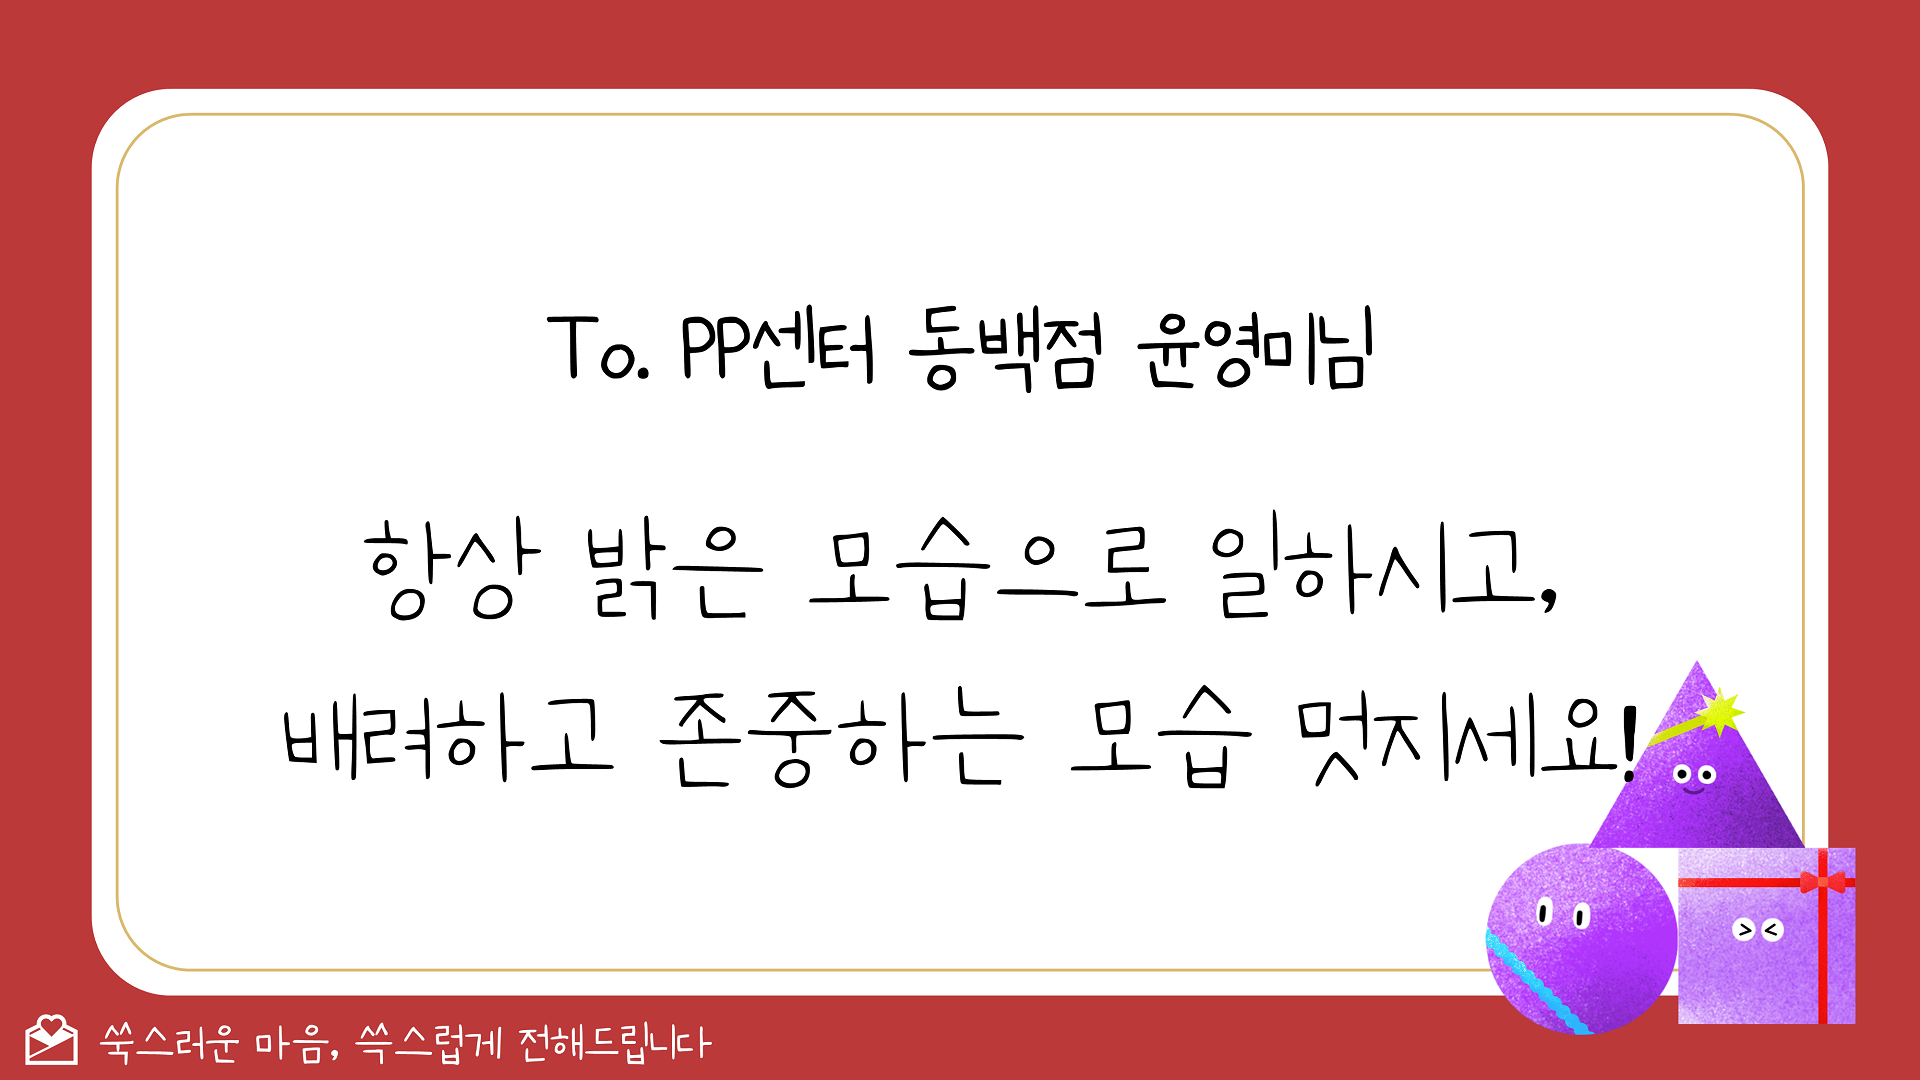 To. PP센터 동백점 윤영미님
항상 밝은 모습으로 일하시고,
배려하고 존중하는 모습 멋지세요!
쑥스러운 마음, 쓱스럽게 전해드립니다